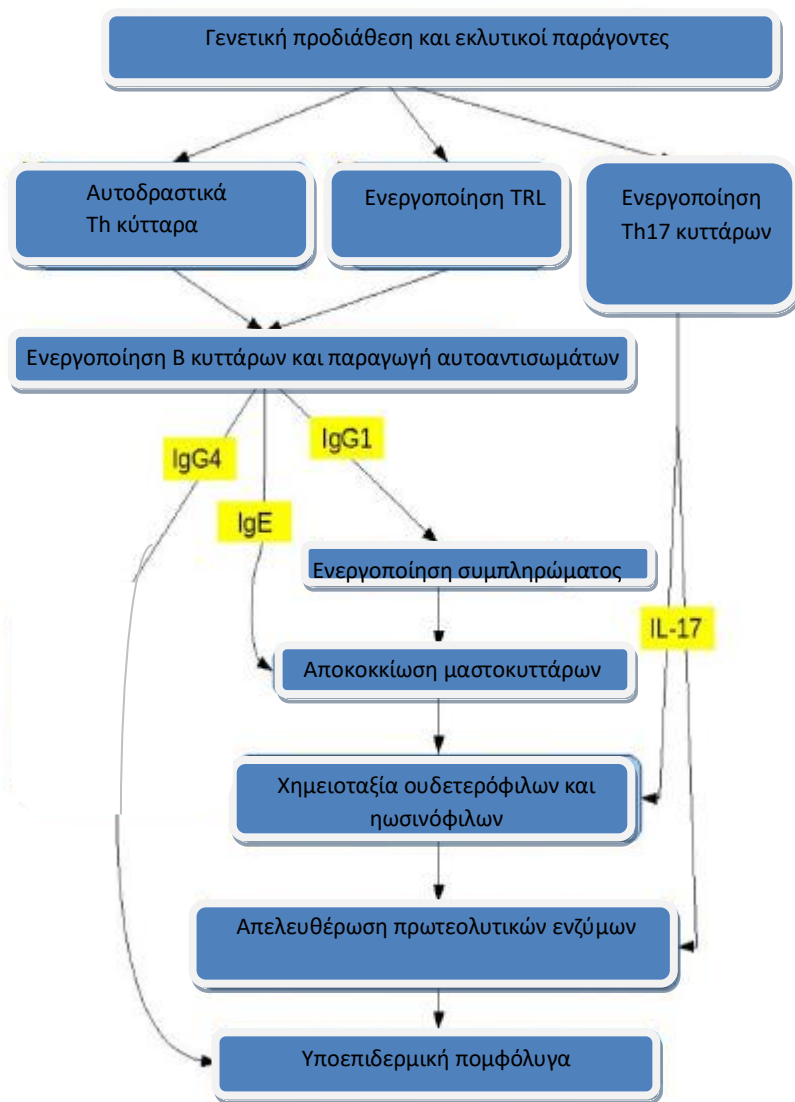 Γενετική προδιάθεση και εκλυτικοί παράγοντες
Αυτοδραστικά
Th κύτταρα
Ενεργοποίηση TRL
Ενεργοποίηση
Th17 κυττάρων
Ενεργοποίηση Β κυττάρων και παραγωγή αυτοαντισωμάτων
IgG4
IgG1
IgE
Ενεργοποίηση συμπληρώματος
IL-17
Αποκοκκίωση μαστοκυττάρων
Χημειοταξία ουδετερόφιλων και
ηωσινόφιλων
Απελευθέρωση πρωτεολυτικών ενζύμων
Υποεπιδερμική πομφόλυγα